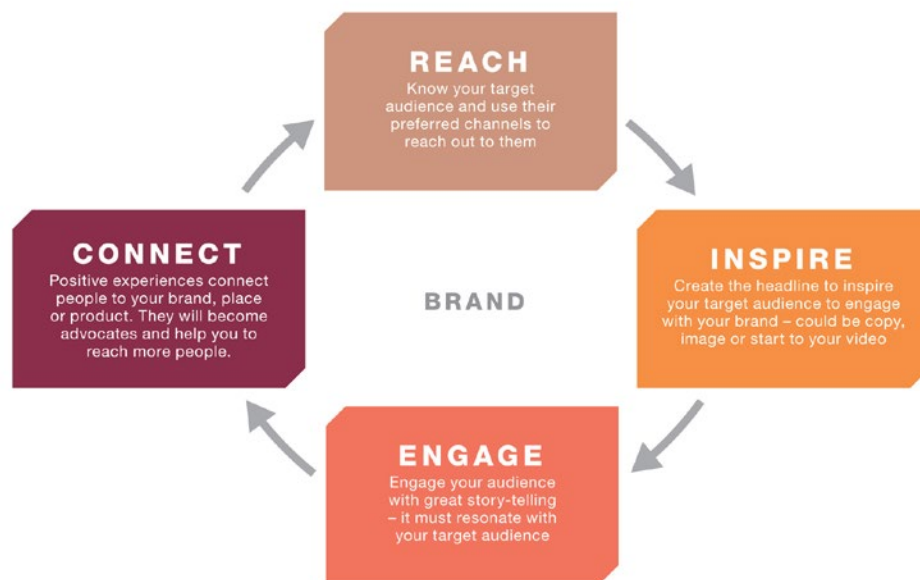 REACH
Know your target
audience and use their
preferred channels to
reach out to them
CONNECT
Positive experiences connect
people to your brand, place
or product. They will become
advocates and help you to
reach more people.
BRAND
INSPIRE
Create the headline to inspire
your target audience to engage
with your brand – could be copy,
image or start to your video
ENGAGE
Engage your audience
with great story-telling
– it must resonate with
your target audience